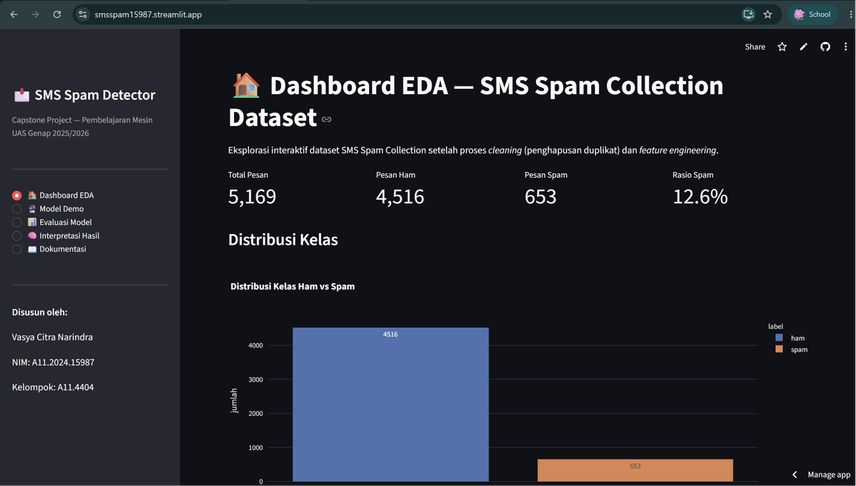 smsspam15987.streamlit.app
School
Share
SMS Spam Detector
Capstone Project — Pembelajaran Mesin
UAS Genap 2025/2026
Dashboard EDA
Model Demo
Evaluasi Model
Interpretasi Hasil
Dokumentasi
Disusun oleh:
Vasya Citra Narindra
NIM: A11.2024.15987
Kelompok: A11.4404
Dashboard EDA — SMS Spam Collection
Dataset
Eksplorasi interaktif dataset SMS Spam Collection setelah proses cleaning (penghapusan duplikat) dan feature engineering.
Total Pesan
5,169
Pesan Ham
4,516
Pesan Spam
653
Rasio Spam
12.6%
Distribusi Kelas
Distribusi Kelas Ham vs Spam
label
ham
spam
jumlah
4000
3000
2000
1000
0
4516
653
Manage app